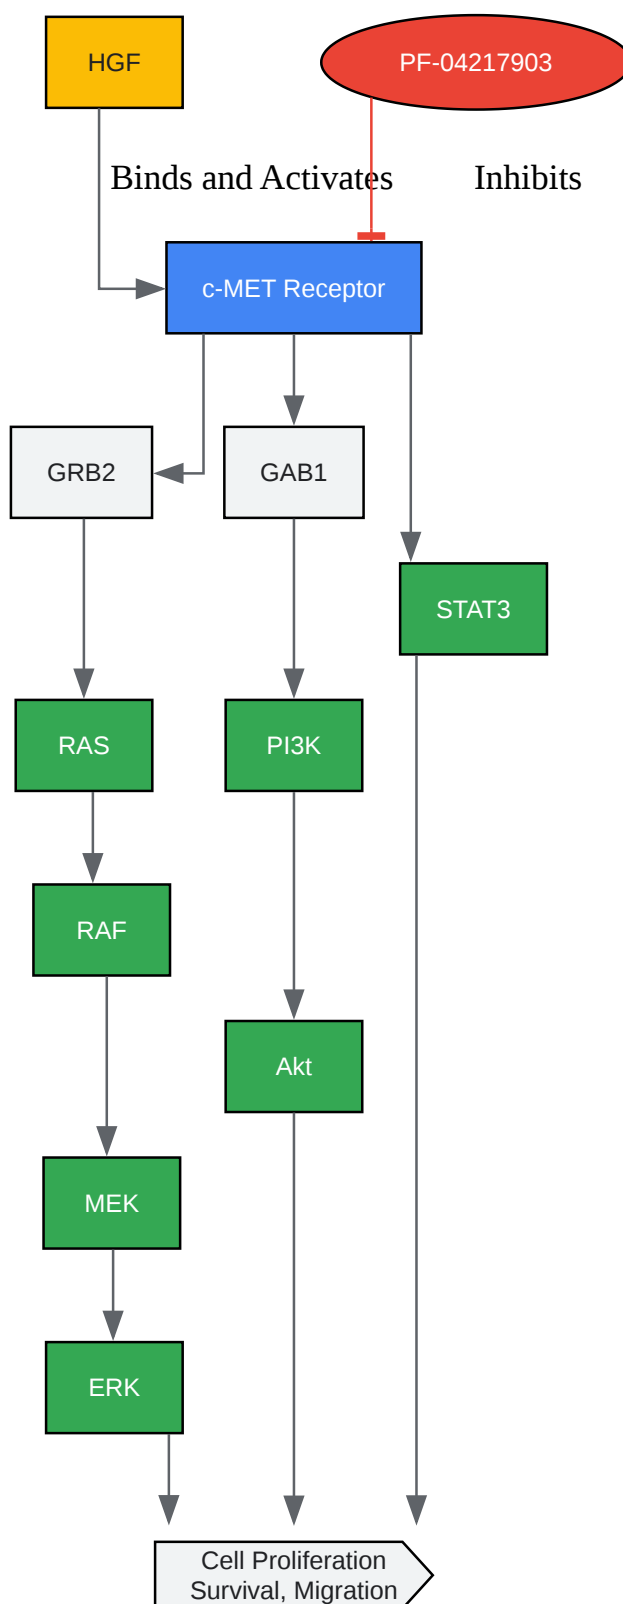 HGF
PF-04217903
Binds and Activates
Inhibits
c-MET Receptor
GRB2
GAB1
STAT3
RAS
PI3K
RAF
Akt
MEK
ERK
Cell Proliferation
Survival, Migration